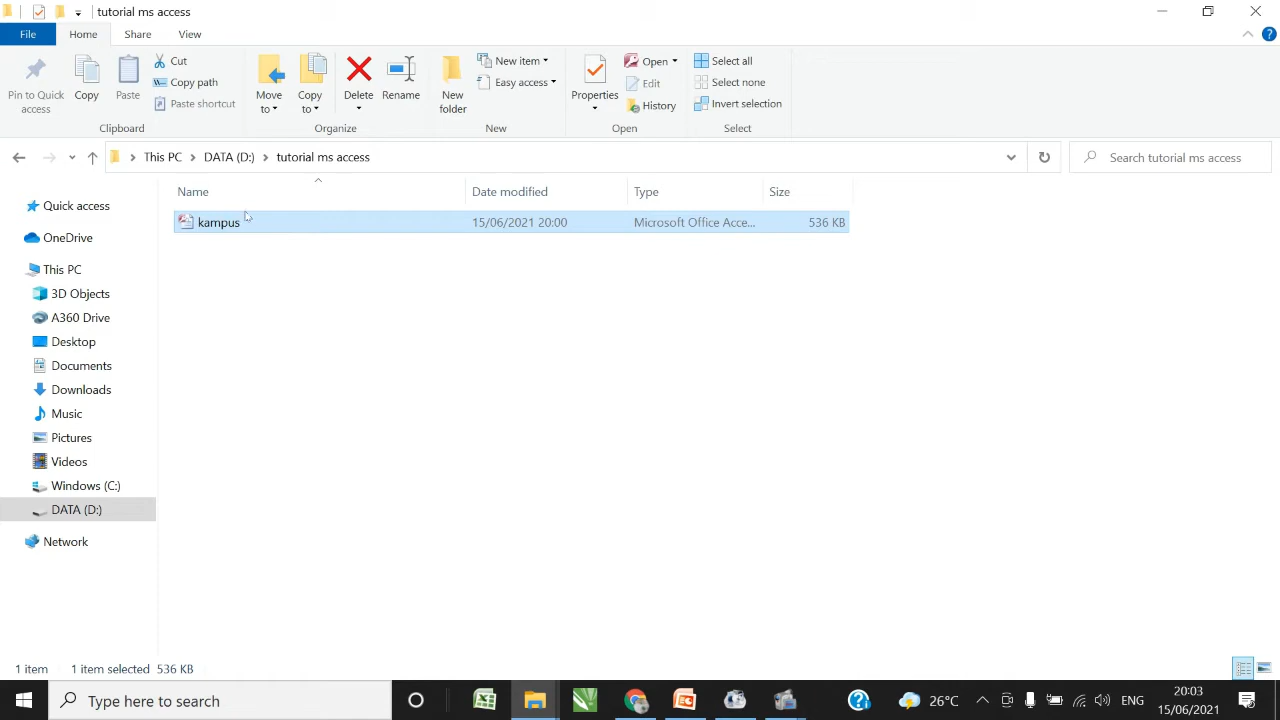 tutorial ms access
File Home Share View
Pin to Quick access
Copy
Paste
Cut
Copy path
Paste shortcut
Clipboard
Move to
Copy to
Delete
Rename
Organize
New folder
New item
Easy access
New
Properties
Open
Edit
History
Open
Select all
Select none
Invert selection
Select
This PC > DATA (D:) > tutorial ms access
Search tutorial ms access
Name Date modified Type Size
kampus 15/06/2021 20:00 Microsoft Office Acce... 536 KB
Quick access
OneDrive
This PC
3D Objects
A360 Drive
Desktop
Documents
Downloads
Music
Pictures
Videos
Windows (C:)
DATA (D:)
Network
1 item 1 item selected 536 KB
Type here to search
26°C
ENG
20:03
15/06/2021